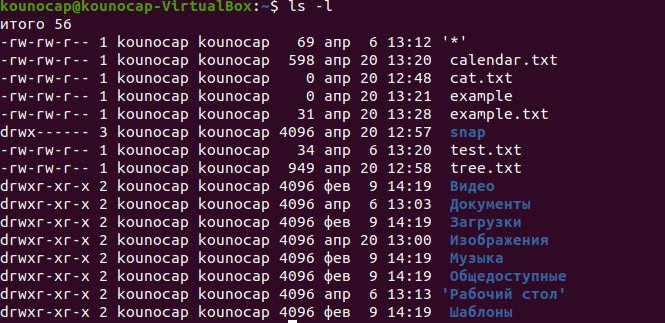 kounocap@kounocap-VirtualBox:~$ ls -l
итого 56
-rw-rw-r-- 1 kounocap kounocap   69 апр  6 13:12 '*'
-rw-rw-r-- 1 kounocap kounocap  598 апр 20 13:20  calendar.txt
-rw-rw-r-- 1 kounocap kounocap    0 апр 20 12:48  cat.txt
-rw-rw-r-- 1 kounocap kounocap    0 апр 20 13:21  example
-rw-rw-r-- 1 kounocap kounocap   31 апр 20 13:28  example.txt
drwx------ 3 kounocap kounocap 4096 апр 20 12:57  snap
-rw-rw-r-- 1 kounocap kounocap   34 апр  6 13:20  test.txt
-rw-rw-r-- 1 kounocap kounocap  949 апр 20 12:58  tree.txt
drwxr-xr-x 2 kounocap kounocap 4096 фев  9 14:19  Видео
drwxr-xr-x 2 kounocap kounocap 4096 апр  6 13:03  Документы
drwxr-xr-x 2 kounocap kounocap 4096 фев  9 14:19  Загрузки
drwxr-xr-x 2 kounocap kounocap 4096 апр 20 13:00  Изображения
drwxr-xr-x 2 kounocap kounocap 4096 фев  9 14:19  Музыка
drwxr-xr-x 2 kounocap kounocap 4096 фев  9 14:19  Общедоступные
drwxr-xr-x 2 kounocap kounocap 4096 апр  6 13:13 'Рабочий стол'
drwxr-xr-x 2 kounocap kounocap 4096 фев  9 14:19  Шаблоны